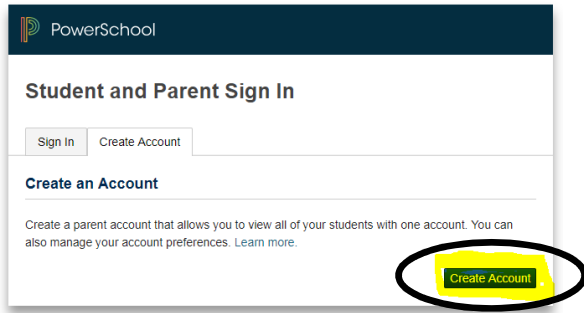 PowerSchool
Student and Parent Sign In
Sign In
Create Account
Create an Account
Create a parent account that allows you to view all of your students with one account. You can
also manage your account preferences. Learn more.
Create Account